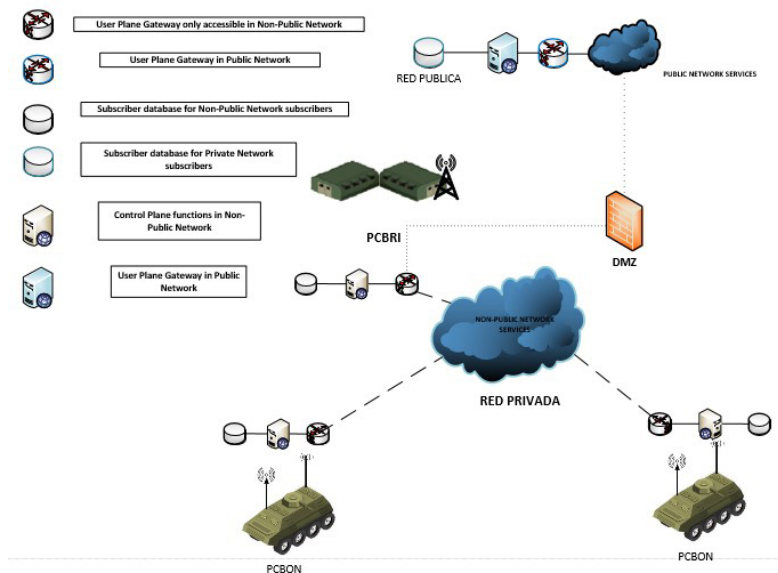 User Plane Gateway only accessible in Non-Public Network
User Plane Gateway in Public Network
Subscriber database for Non-Public Network subscribers
Subscriber database for Private Network
subscribers
Control Plane functions in Non-
Public Network
User Plane Gateway in Public
Network
RED PUBLICA
PUBLIC NETWORK SERVICES
PCBRI
DMZ
NON-PUBLIC NETWORK
SERVICES
RED PRIVADA
PCBON
PCBON